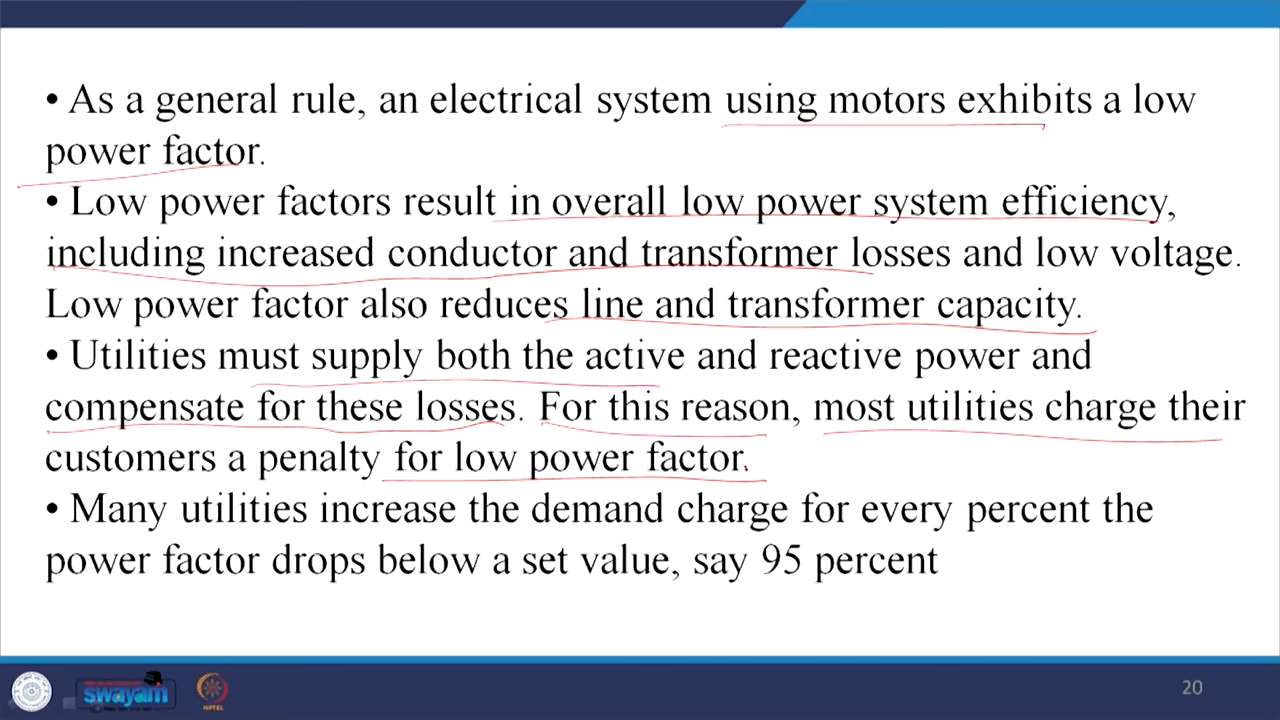 • As a general rule, an electrical system using motors exhibits a low
power factor.
• Low power factors result in overall low power system efficiency,
including increased conductor and transformer losses and low voltage.
Low power factor also reduces line and transformer capacity.
• Utilities must supply both the active and reactive power and
compensate for these losses. For this reason, most utilities charge their
customers a penalty for low power factor.
• Many utilities increase the demand charge for every percent the
power factor drops below a set value, say 95 percent
swayam
NPTEL
20